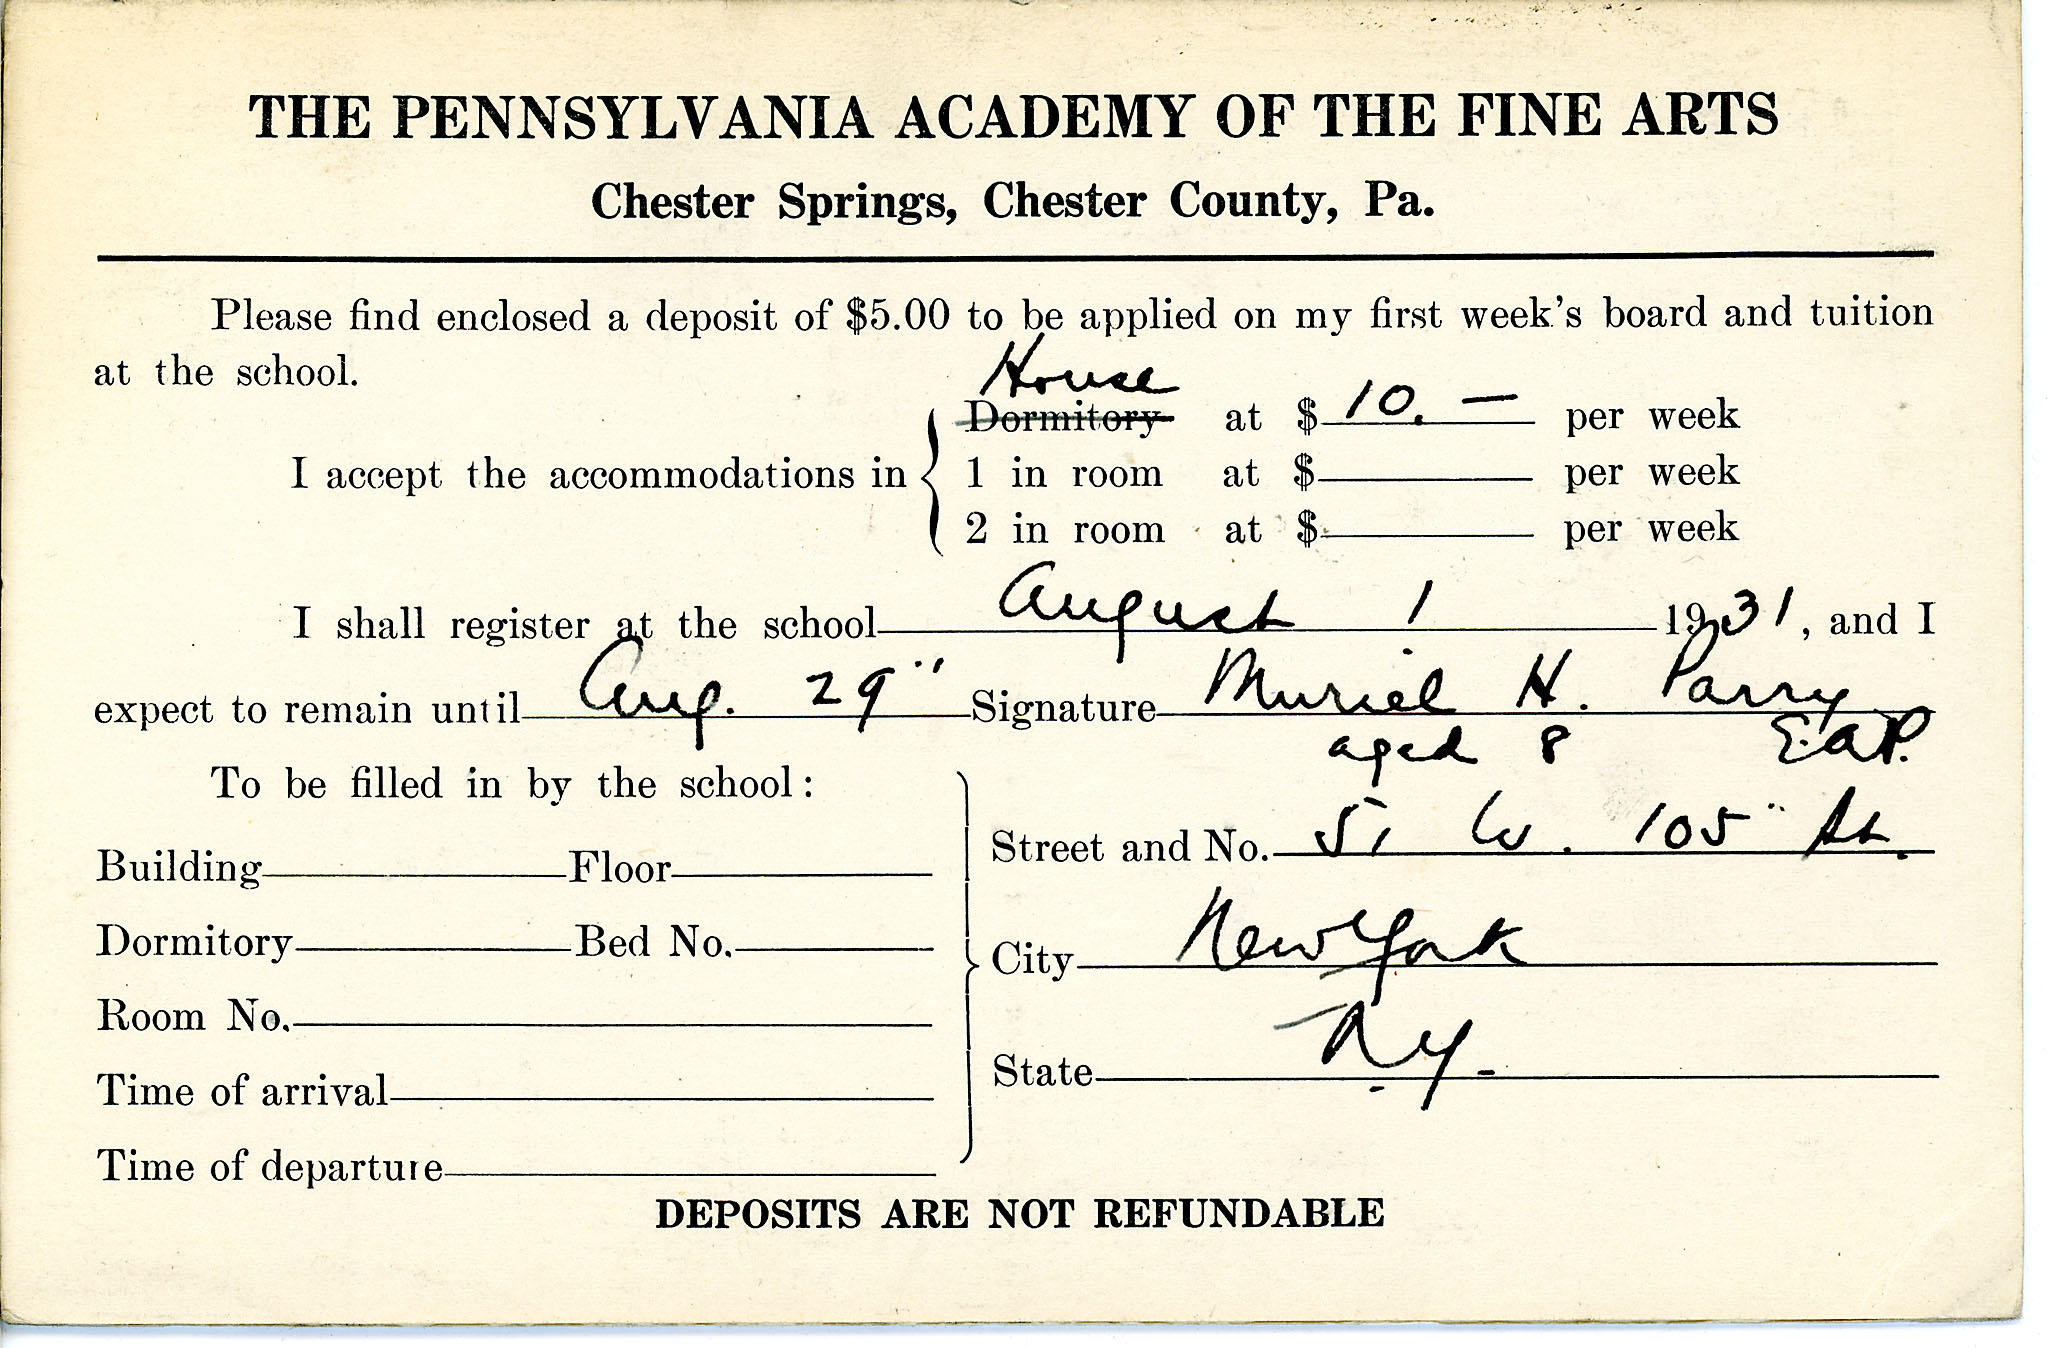 THE PENNSYLVANIA ACADEMY OF THE FINE ARTS
Chester Springs, Chester County, Pa.
Please find enclosed a deposit of $5.00 to be applied on my first week's board and tuition
at the school.
House
Dormitory at $ 10. — per week
I accept the accommodations in 1 in room at $ per week
2 in room at $ per week
I shall register at the school August 1 1931, and I
expect to remain until Aug. 29" Signature Muriel H. Parry
aged 8 E.A.P.
To be filled in by the school:
Street and No. 51 W. 105" St.
Building Floor
Dormitory Bed No.
City New York
Room No.
State N.Y.
Time of arrival
Time of departure
DEPOSITS ARE NOT REFUNDABLE